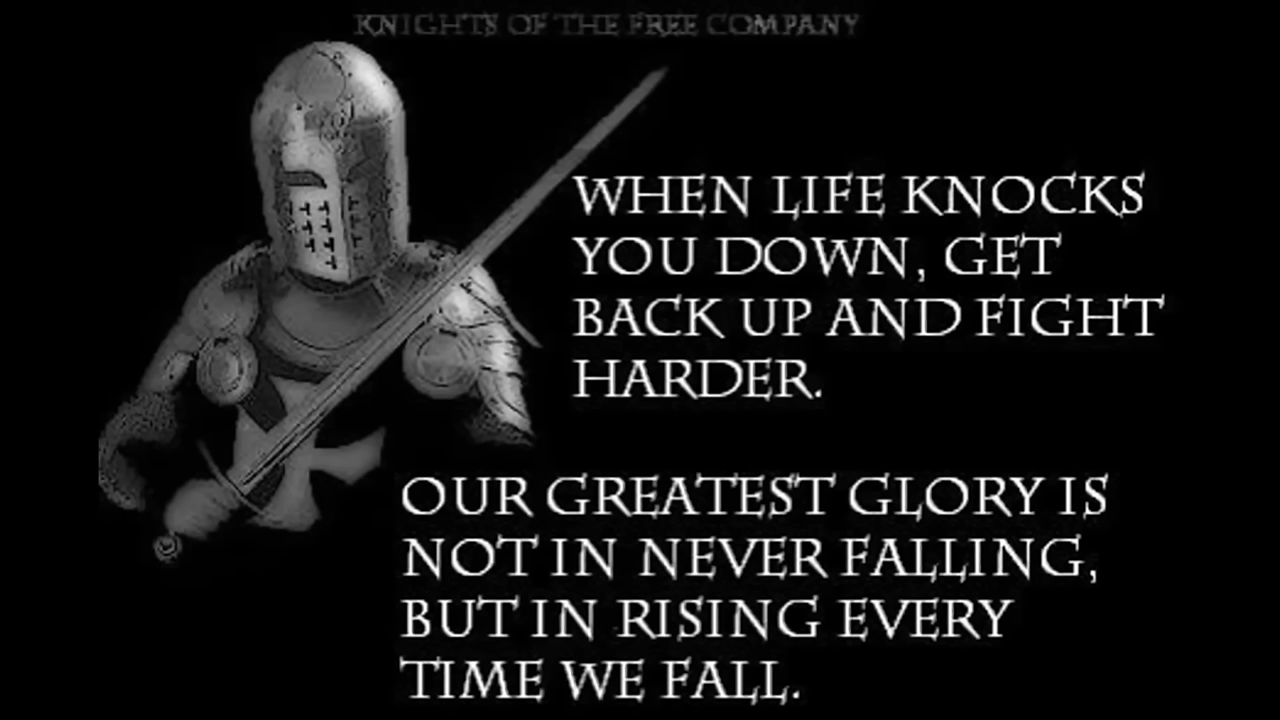 KNIGHTS OF THE FREE COMPANY
WHEN LIFE KNOCKS
YOU DOWN, GET
BACK UP AND FIGHT
HARDER.
OUR GREATEST GLORY IS
NOT IN NEVER FALLING,
BUT IN RISING EVERY
TIME WE FALL.